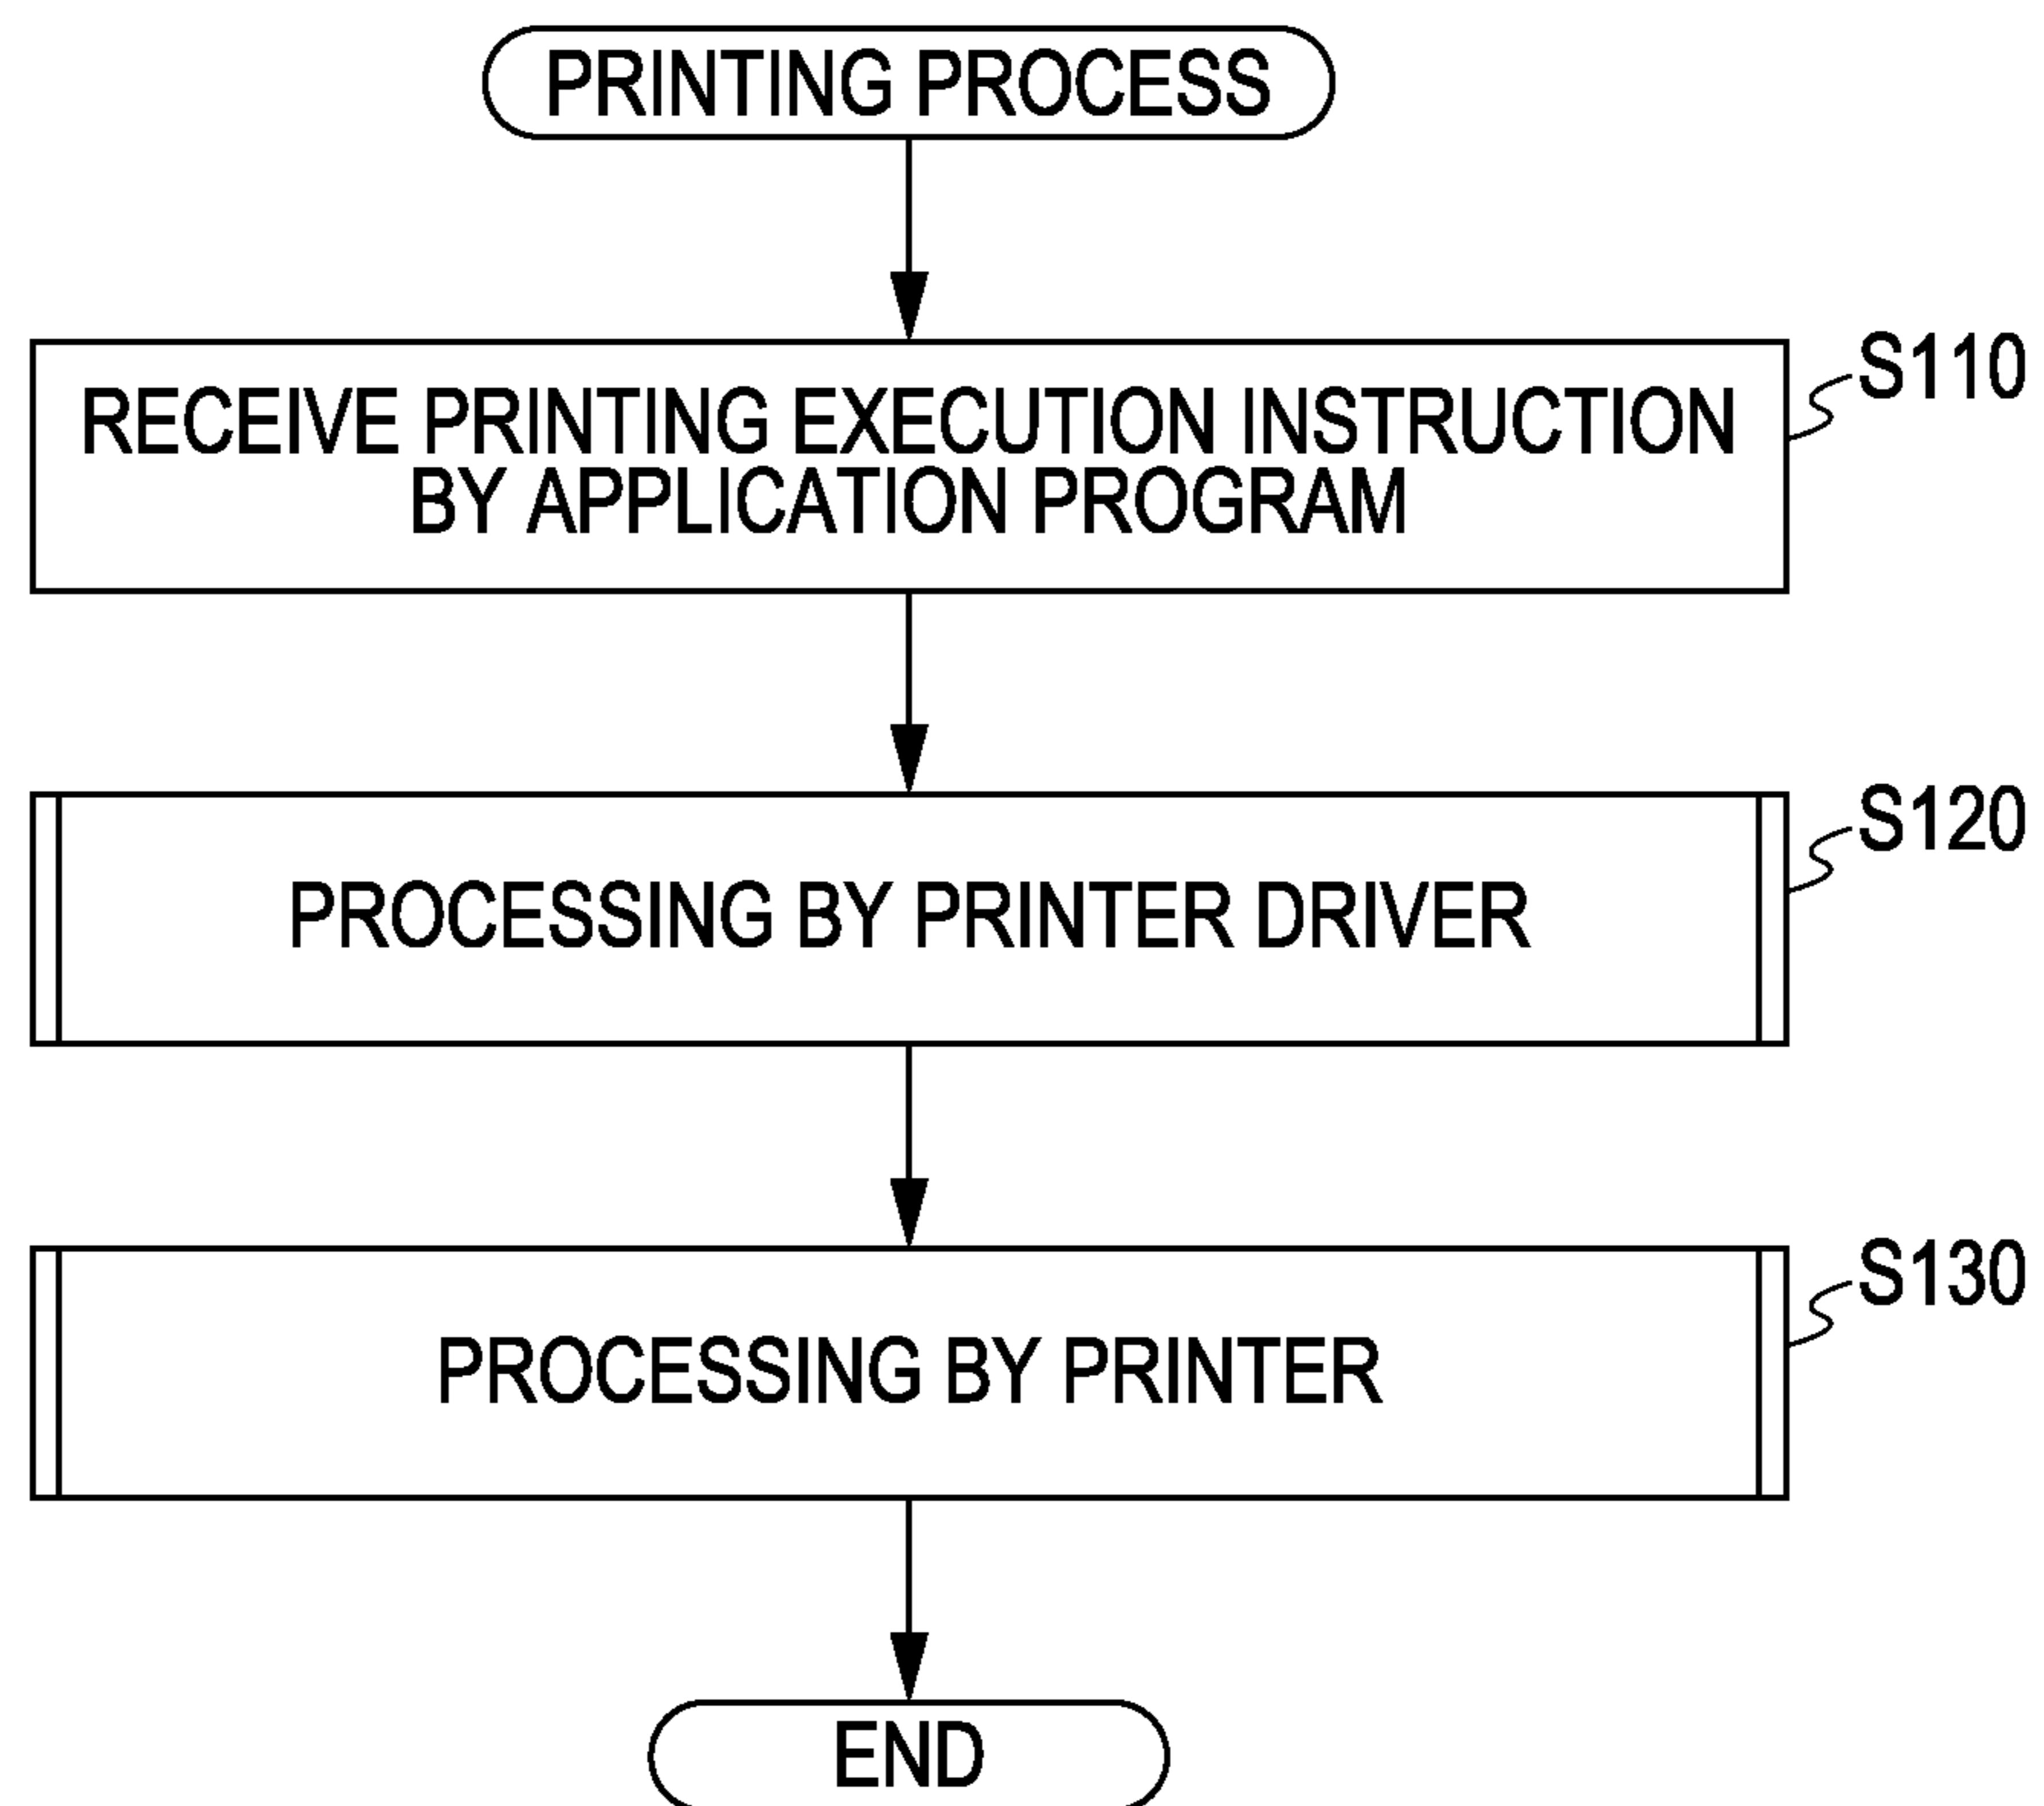 PRINTING PROCESS
S110
RECEIVE PRINTING EXECUTION INSTRUCTION
BY APPLICATION PROGRAM
S120
PROCESSING BY PRINTER DRIVER
S130
PROCESSING BY PRINTER
END